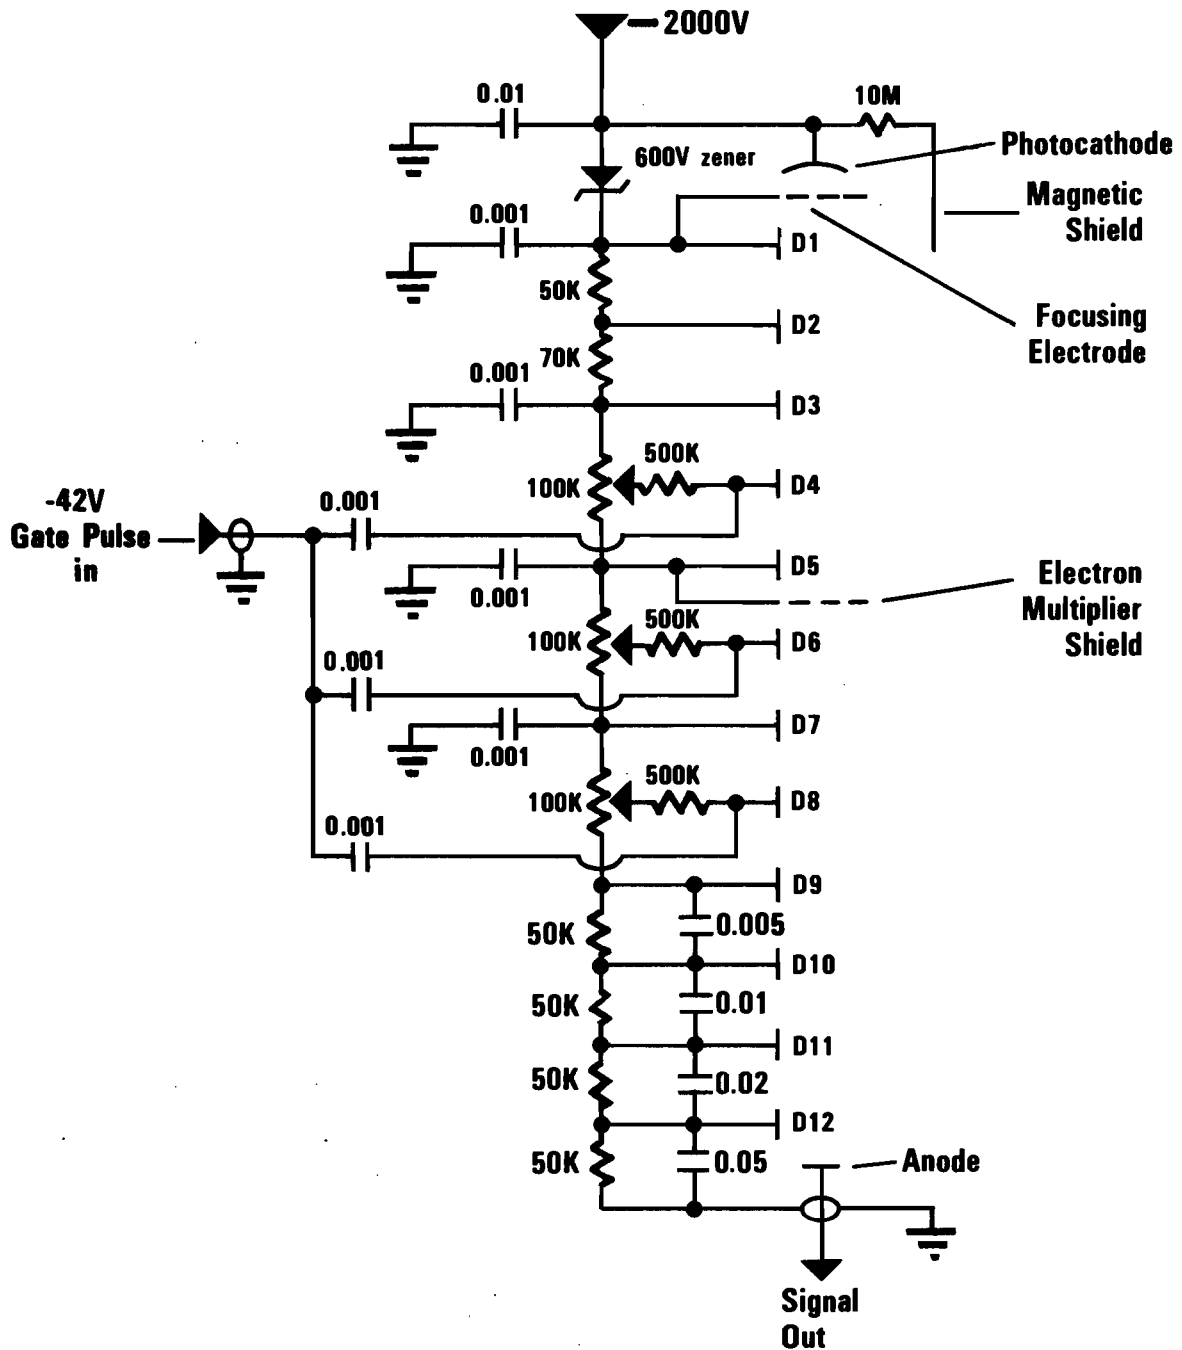 – 2000V
0.01
10M
Photocathode
600V zener
Magnetic
Shield
0.001
D1
50K
D2
Focusing
Electrode
70K
0.001
D3
500K
100K
D4
-42V
Gate Pulse
in
0.001
D5
0.001
Electron
Multiplier
Shield
500K
100K
D6
0.001
D7
0.001
500K
100K
D8
0.001
D9
50K
0.005
D10
50K
0.01
D11
50K
0.02
D12
50K
0.05
Anode
Signal
Out